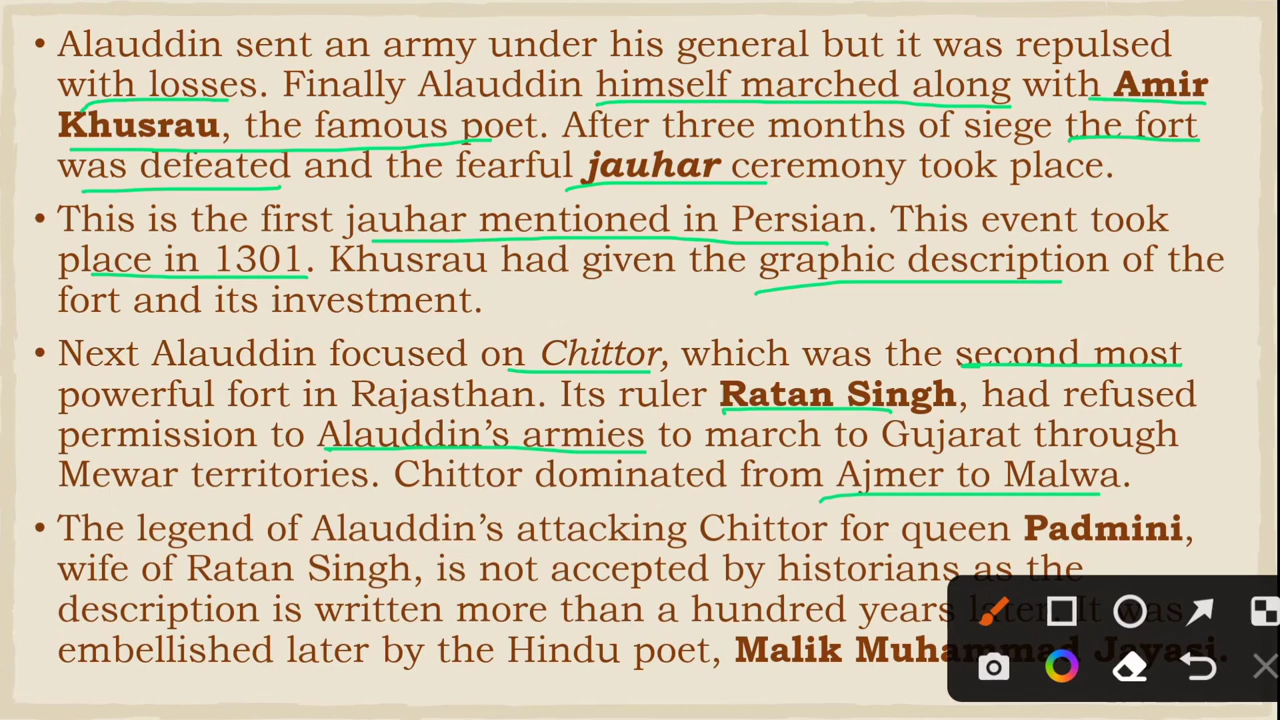 • Alauddin sent an army under his general but it was repulsed
with losses. Finally Alauddin himself marched along with Amir
Khusrau, the famous poet. After three months of siege the fort
was defeated and the fearful jauhar ceremony took place.
• This is the first jauhar mentioned in Persian. This event took
place in 1301. Khusrau had given the graphic description of the
fort and its investment.
• Next Alauddin focused on Chittor, which was the second most
powerful fort in Rajasthan. Its ruler Ratan Singh, had refused
permission to Alauddin's armies to march to Gujarat through
Mewar territories. Chittor dominated from Ajmer to Malwa.
• The legend of Alauddin's attacking Chittor for queen Padmini,
wife of Ratan Singh, is not accepted by historians as the
description is written more than a hundred years later. It was
embellished later by the Hindu poet, Malik Muhammad Jayasi.